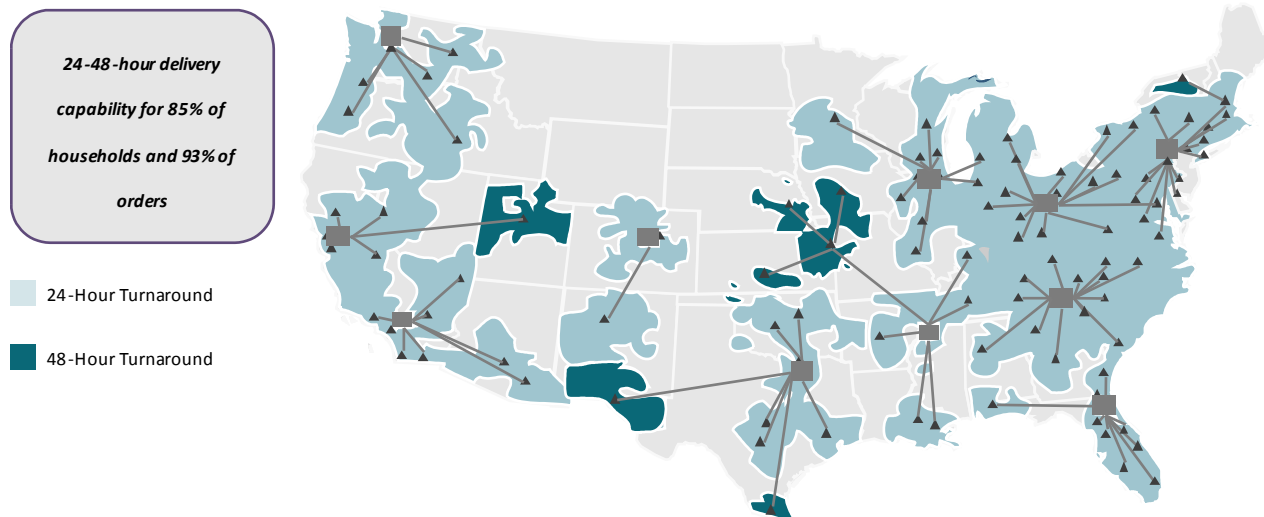 24-48-hour delivery
capability for 85% of
households and 93% of
orders
24-Hour Turnaround
48-Hour Turnaround